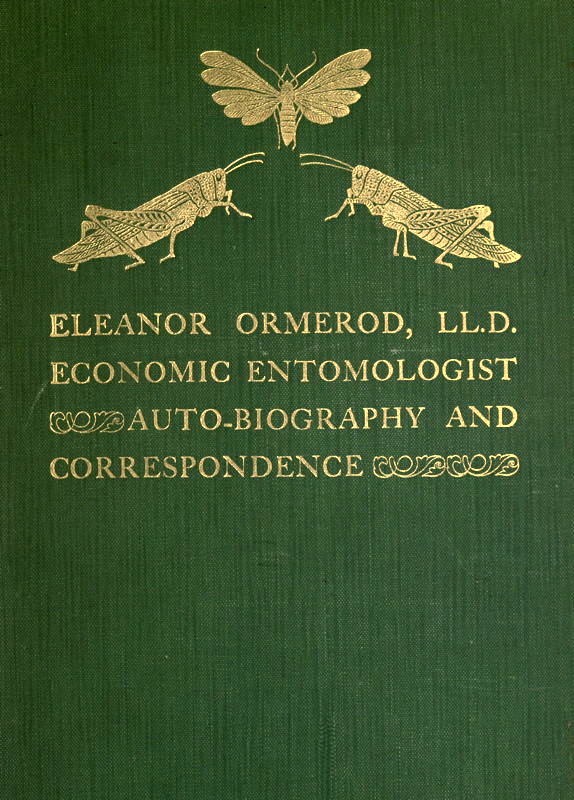 ELEANOR ORMEROD, LL.D.
ECONOMIC ENTOMOLOGIST
AUTO-BIOGRAPHY AND
CORRESPONDENCE